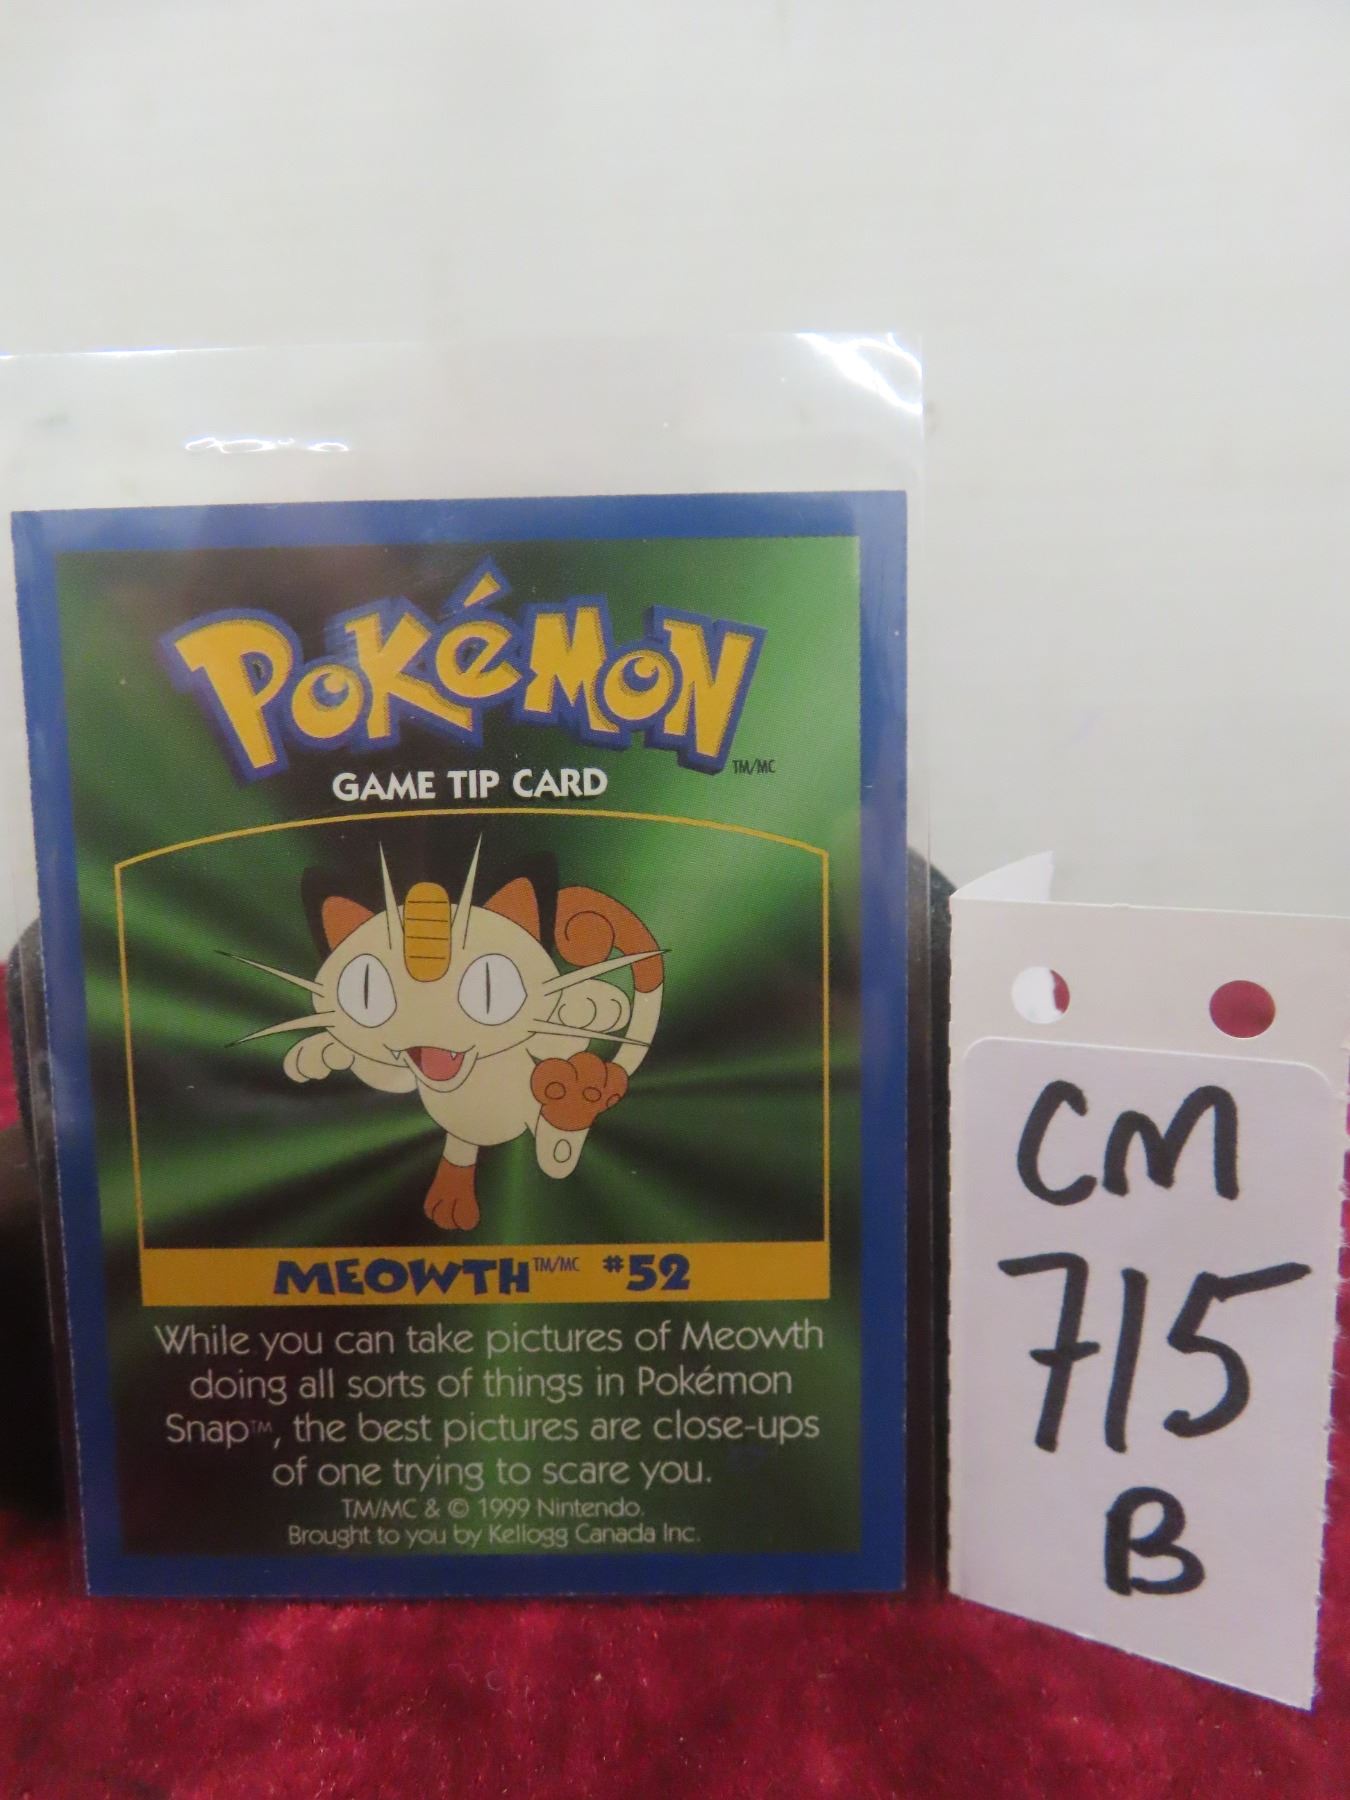 POKéMON
TM/MC
GAME TIP CARD
MEOWTH TM/MC #52
While you can take pictures of Meowth
doing all sorts of things in Pokémon
Snap™, the best pictures are close-ups
of one trying to scare you.
TM/MC & © 1999 Nintendo.
Brought to you by Kellogg Canada Inc.
CM
715
B